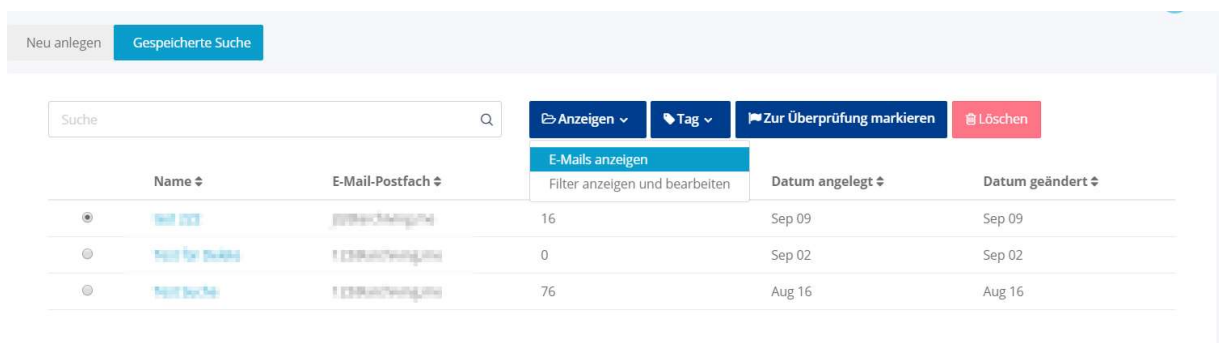 Neu anlegen Gespeicherte Suche
Suche Anzeigen Tag Zur Überprüfung markieren Löschen
E-Mails anzeigen
Filter anzeigen und bearbeiten
Name E-Mail-Postfach Datum angelegt Datum geändert
16 Sep 09 Sep 09
0 Sep 02 Sep 02
76 Aug 16 Aug 16